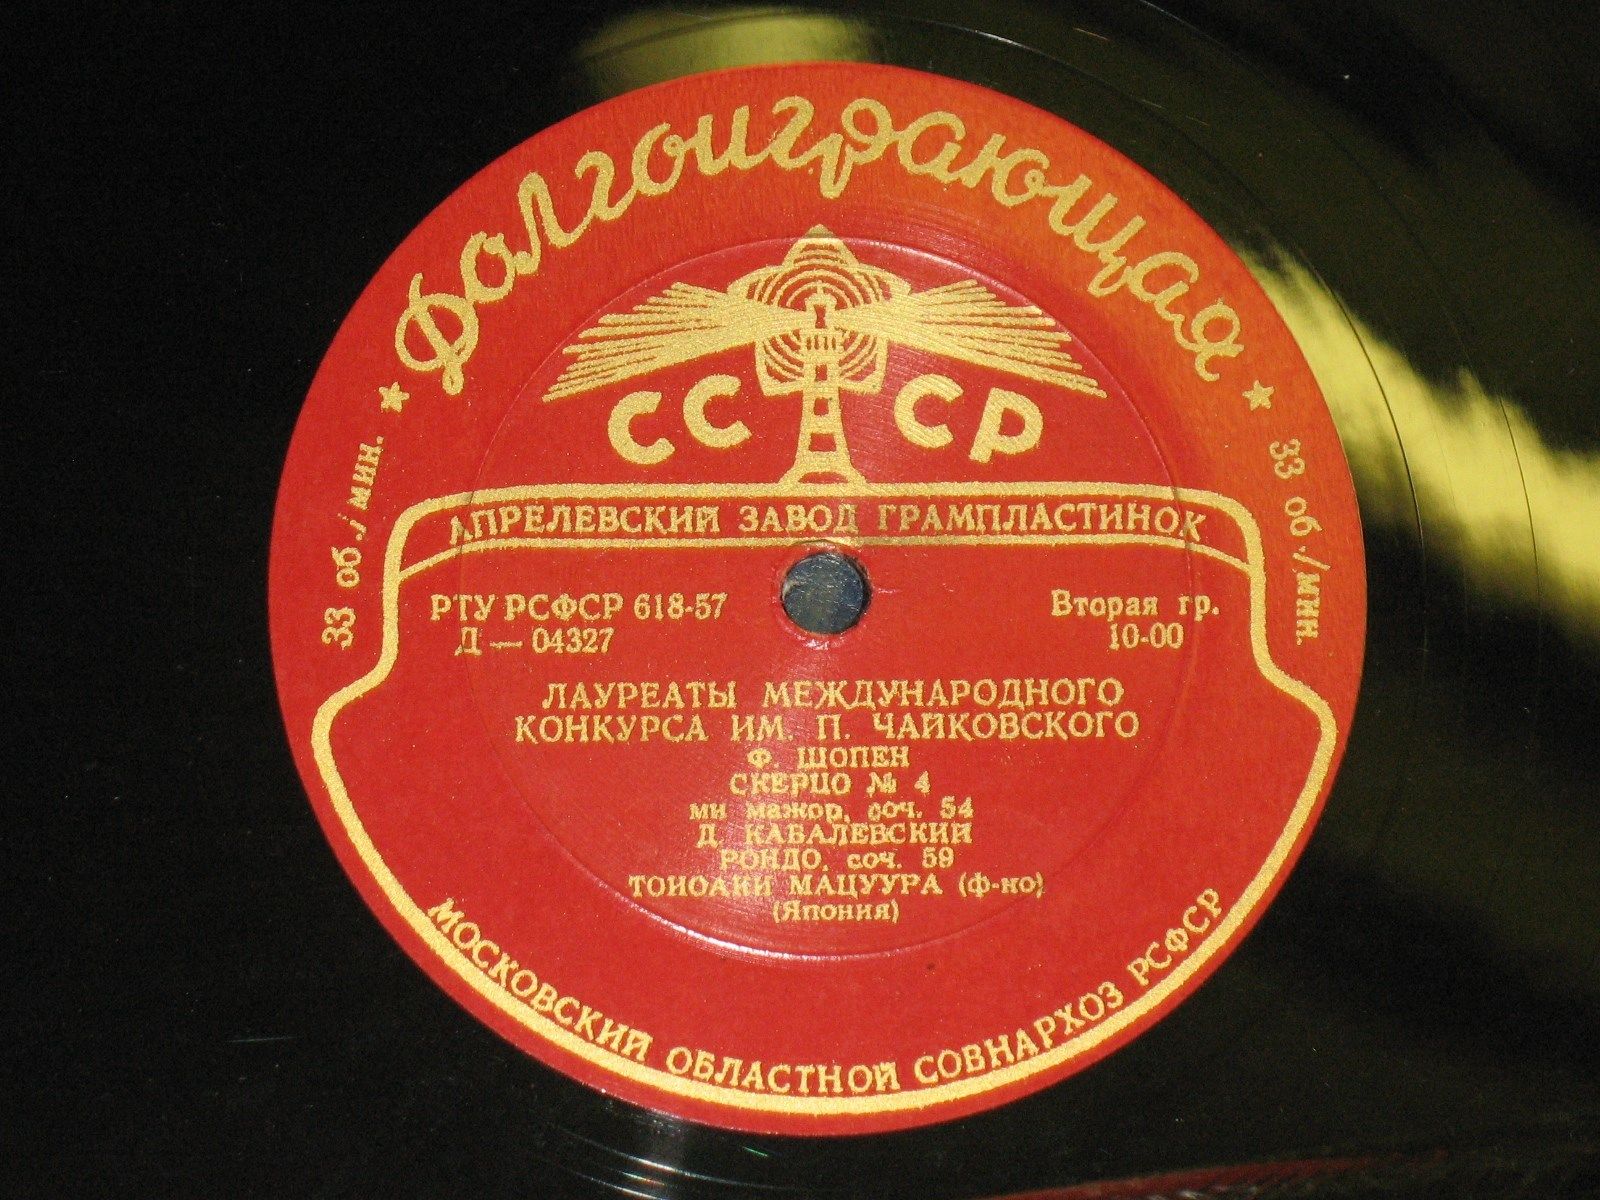 Долгоиграющая
★ 33 об./мин.
★ 33 об./мин.
СССР
АПРЕЛЕВСКИЙ ЗАВОД ГРАМПЛАСТИНОК
РТУ РСФСР 618-57
Д — 04327
Вторая гр.
10-00
ЛАУРЕАТЫ МЕЖДУНАРОДНОГО
КОНКУРСА ИМ. П. ЧАЙКОВСКОГО
Ф. ШОПЕН
СКЕРЦО № 4
ми мажор, соч. 54
Д. КАБАЛЕВСКИЙ
РОНДО, соч. 59
ТОИОАКИ МАЦУУРА (ф-но)
(Япония)
МОСКОВСКИЙ ОБЛАСТНОЙ СОВНАРХОЗ РСФСР